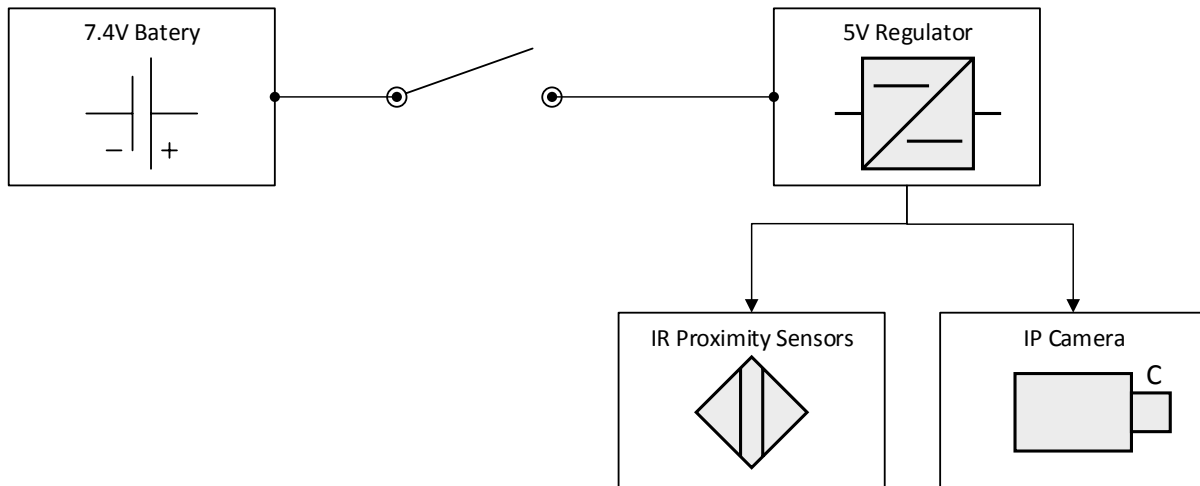 7.4V Batery
5V Regulator
− +
IR Proximity Sensors
IP Camera
C